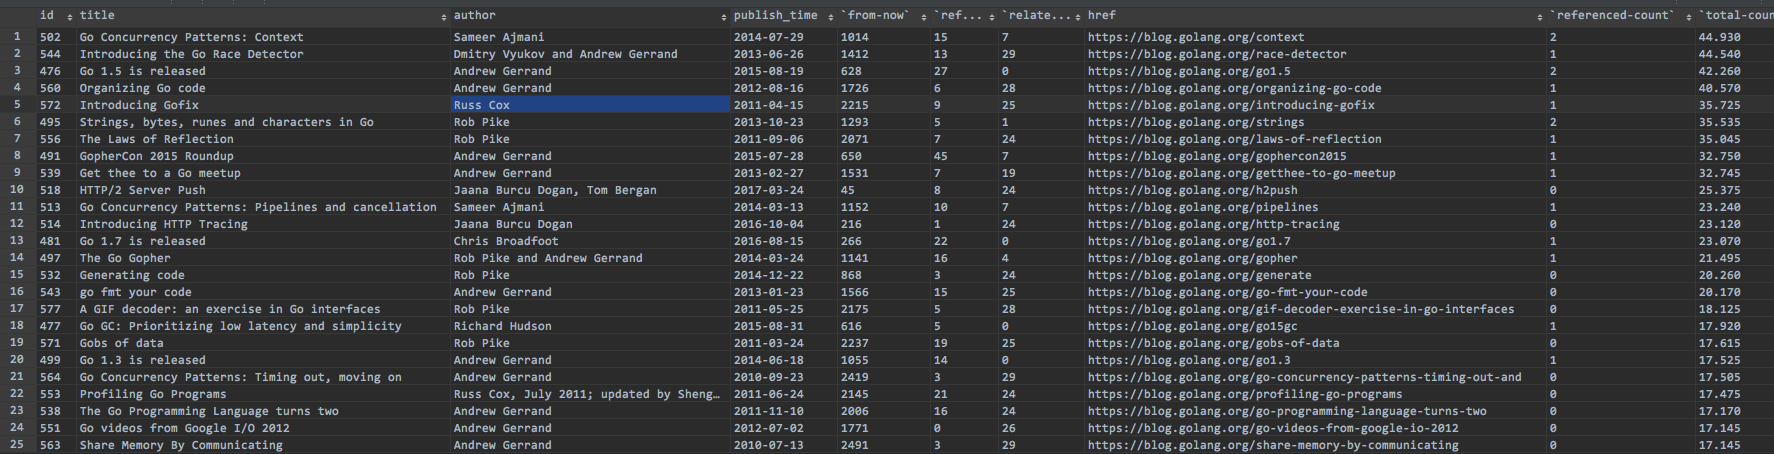 id title author publish_time `from-now` `ref... `relate... href `referenced-count` `total-coun
1 502 Go Concurrency Patterns: Context Sameer Ajmani 2014-07-29 1014 15 7 https://blog.golang.org/context 2 44.930
2 544 Introducing the Go Race Detector Dmitry Vyukov and Andrew Gerrand 2013-06-26 1412 13 29 https://blog.golang.org/race-detector 1 44.540
3 476 Go 1.5 is released Andrew Gerrand 2015-08-19 628 27 0 https://blog.golang.org/go1.5 2 42.260
4 560 Organizing Go code Andrew Gerrand 2012-08-16 1726 6 28 https://blog.golang.org/organizing-go-code 1 40.570
5 572 Introducing Gofix Russ Cox 2011-04-15 2215 9 25 https://blog.golang.org/introducing-gofix 1 35.725
6 495 Strings, bytes, runes and characters in Go Rob Pike 2013-10-23 1293 5 1 https://blog.golang.org/strings 2 35.535
7 556 The Laws of Reflection Rob Pike 2011-09-06 2071 7 24 https://blog.golang.org/laws-of-reflection 1 35.045
8 491 GopherCon 2015 Roundup Andrew Gerrand 2015-07-28 650 45 7 https://blog.golang.org/gophercon2015 1 32.750
9 539 Get thee to a Go meetup Andrew Gerrand 2013-02-27 1531 7 19 https://blog.golang.org/getthee-to-go-meetup 1 32.745
10 518 HTTP/2 Server Push Jaana Burcu Dogan, Tom Bergan 2017-03-24 45 8 24 https://blog.golang.org/h2push 0 25.375
11 513 Go Concurrency Patterns: Pipelines and cancellation Sameer Ajmani 2014-03-13 1152 10 7 https://blog.golang.org/pipelines 1 23.240
12 514 Introducing HTTP Tracing Jaana Burcu Dogan 2016-10-04 216 1 24 https://blog.golang.org/http-tracing 0 23.120
13 481 Go 1.7 is released Chris Broadfoot 2016-08-15 266 22 0 https://blog.golang.org/go1.7 1 23.070
14 497 The Go Gopher Rob Pike and Andrew Gerrand 2014-03-24 1141 16 4 https://blog.golang.org/gopher 1 21.495
15 532 Generating code Rob Pike 2014-12-22 868 3 24 https://blog.golang.org/generate 0 20.260
16 543 go fmt your code Andrew Gerrand 2013-01-23 1566 15 25 https://blog.golang.org/go-fmt-your-code 0 20.170
17 577 A GIF decoder: an exercise in Go interfaces Rob Pike 2011-05-25 2175 5 28 https://blog.golang.org/gif-decoder-exercise-in-go-interfaces 0 18.125
18 477 Go GC: Prioritizing low latency and simplicity Richard Hudson 2015-08-31 616 5 0 https://blog.golang.org/go15gc 1 17.920
19 571 Gobs of data Rob Pike 2011-03-24 2237 19 25 https://blog.golang.org/gobs-of-data 0 17.615
20 499 Go 1.3 is released Andrew Gerrand 2014-06-18 1055 14 0 https://blog.golang.org/go1.3 1 17.525
21 564 Go Concurrency Patterns: Timing out, moving on Andrew Gerrand 2010-09-23 2419 3 29 https://blog.golang.org/go-concurrency-patterns-timing-out-and 0 17.505
22 553 Profiling Go Programs Russ Cox, July 2011; updated by Sheng... 2011-06-24 2145 21 24 https://blog.golang.org/profiling-go-programs 0 17.475
23 538 The Go Programming Language turns two Andrew Gerrand 2011-11-10 2006 16 24 https://blog.golang.org/go-programming-language-turns-two 0 17.170
24 551 Go videos from Google I/O 2012 Andrew Gerrand 2012-07-02 1771 0 26 https://blog.golang.org/go-videos-from-google-io-2012 0 17.145
25 563 Share Memory By Communicating Andrew Gerrand 2010-07-13 2491 3 29 https://blog.golang.org/share-memory-by-communicating 0 17.145